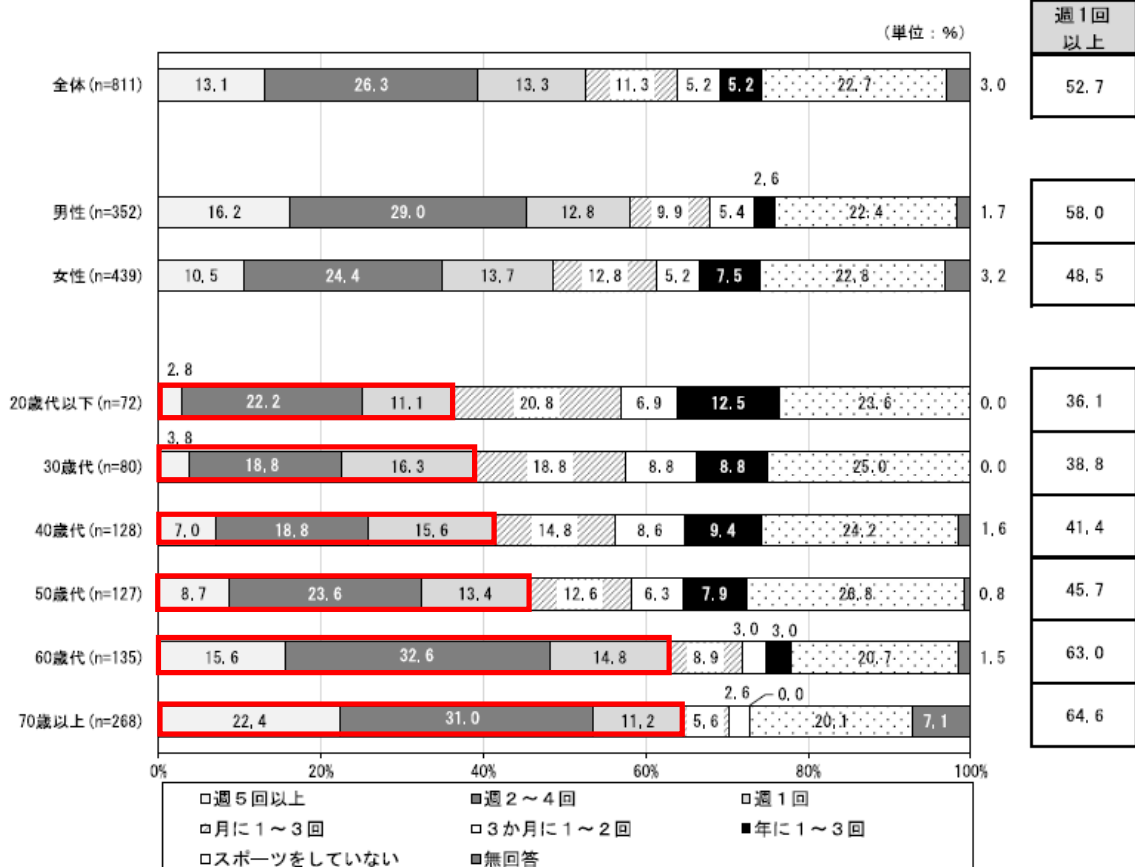 （単位：％）
週1回
以上
全体(n=811) 13.1 26.3 13.3 11.3 5.2 5.2 22.7 3.0 52.7
2.6
男性(n=352) 16.2 29.0 12.8 9.9 5.4 22.4 1.7 58.0
女性(n=439) 10.5 24.4 13.7 12.8 5.2 7.5 22.8 3.2 48.5
2.8
20歳代以下(n=72) 22.2 11.1 20.8 6.9 12.5 23.6 0.0 36.1
3.8
30歳代(n=80) 18.8 16.3 18.8 8.8 8.8 25.0 0.0 38.8
40歳代(n=128) 7.0 18.8 15.6 14.8 8.6 9.4 24.2 1.6 41.4
50歳代(n=127) 8.7 23.6 13.4 12.6 6.3 7.9 26.8 0.8 45.7
3.0 3.0
60歳代(n=135) 15.6 32.6 14.8 8.9 20.7 1.5 63.0
2.6 0.0
70歳以上(n=268) 22.4 31.0 11.2 5.6 20.1 7.1 64.6
0% 20% 40% 60% 80% 100%
週５回以上 週２～４回 週１回
月に１～３回 ３か月に１～２回 年に１～３回
スポーツをしていない 無回答